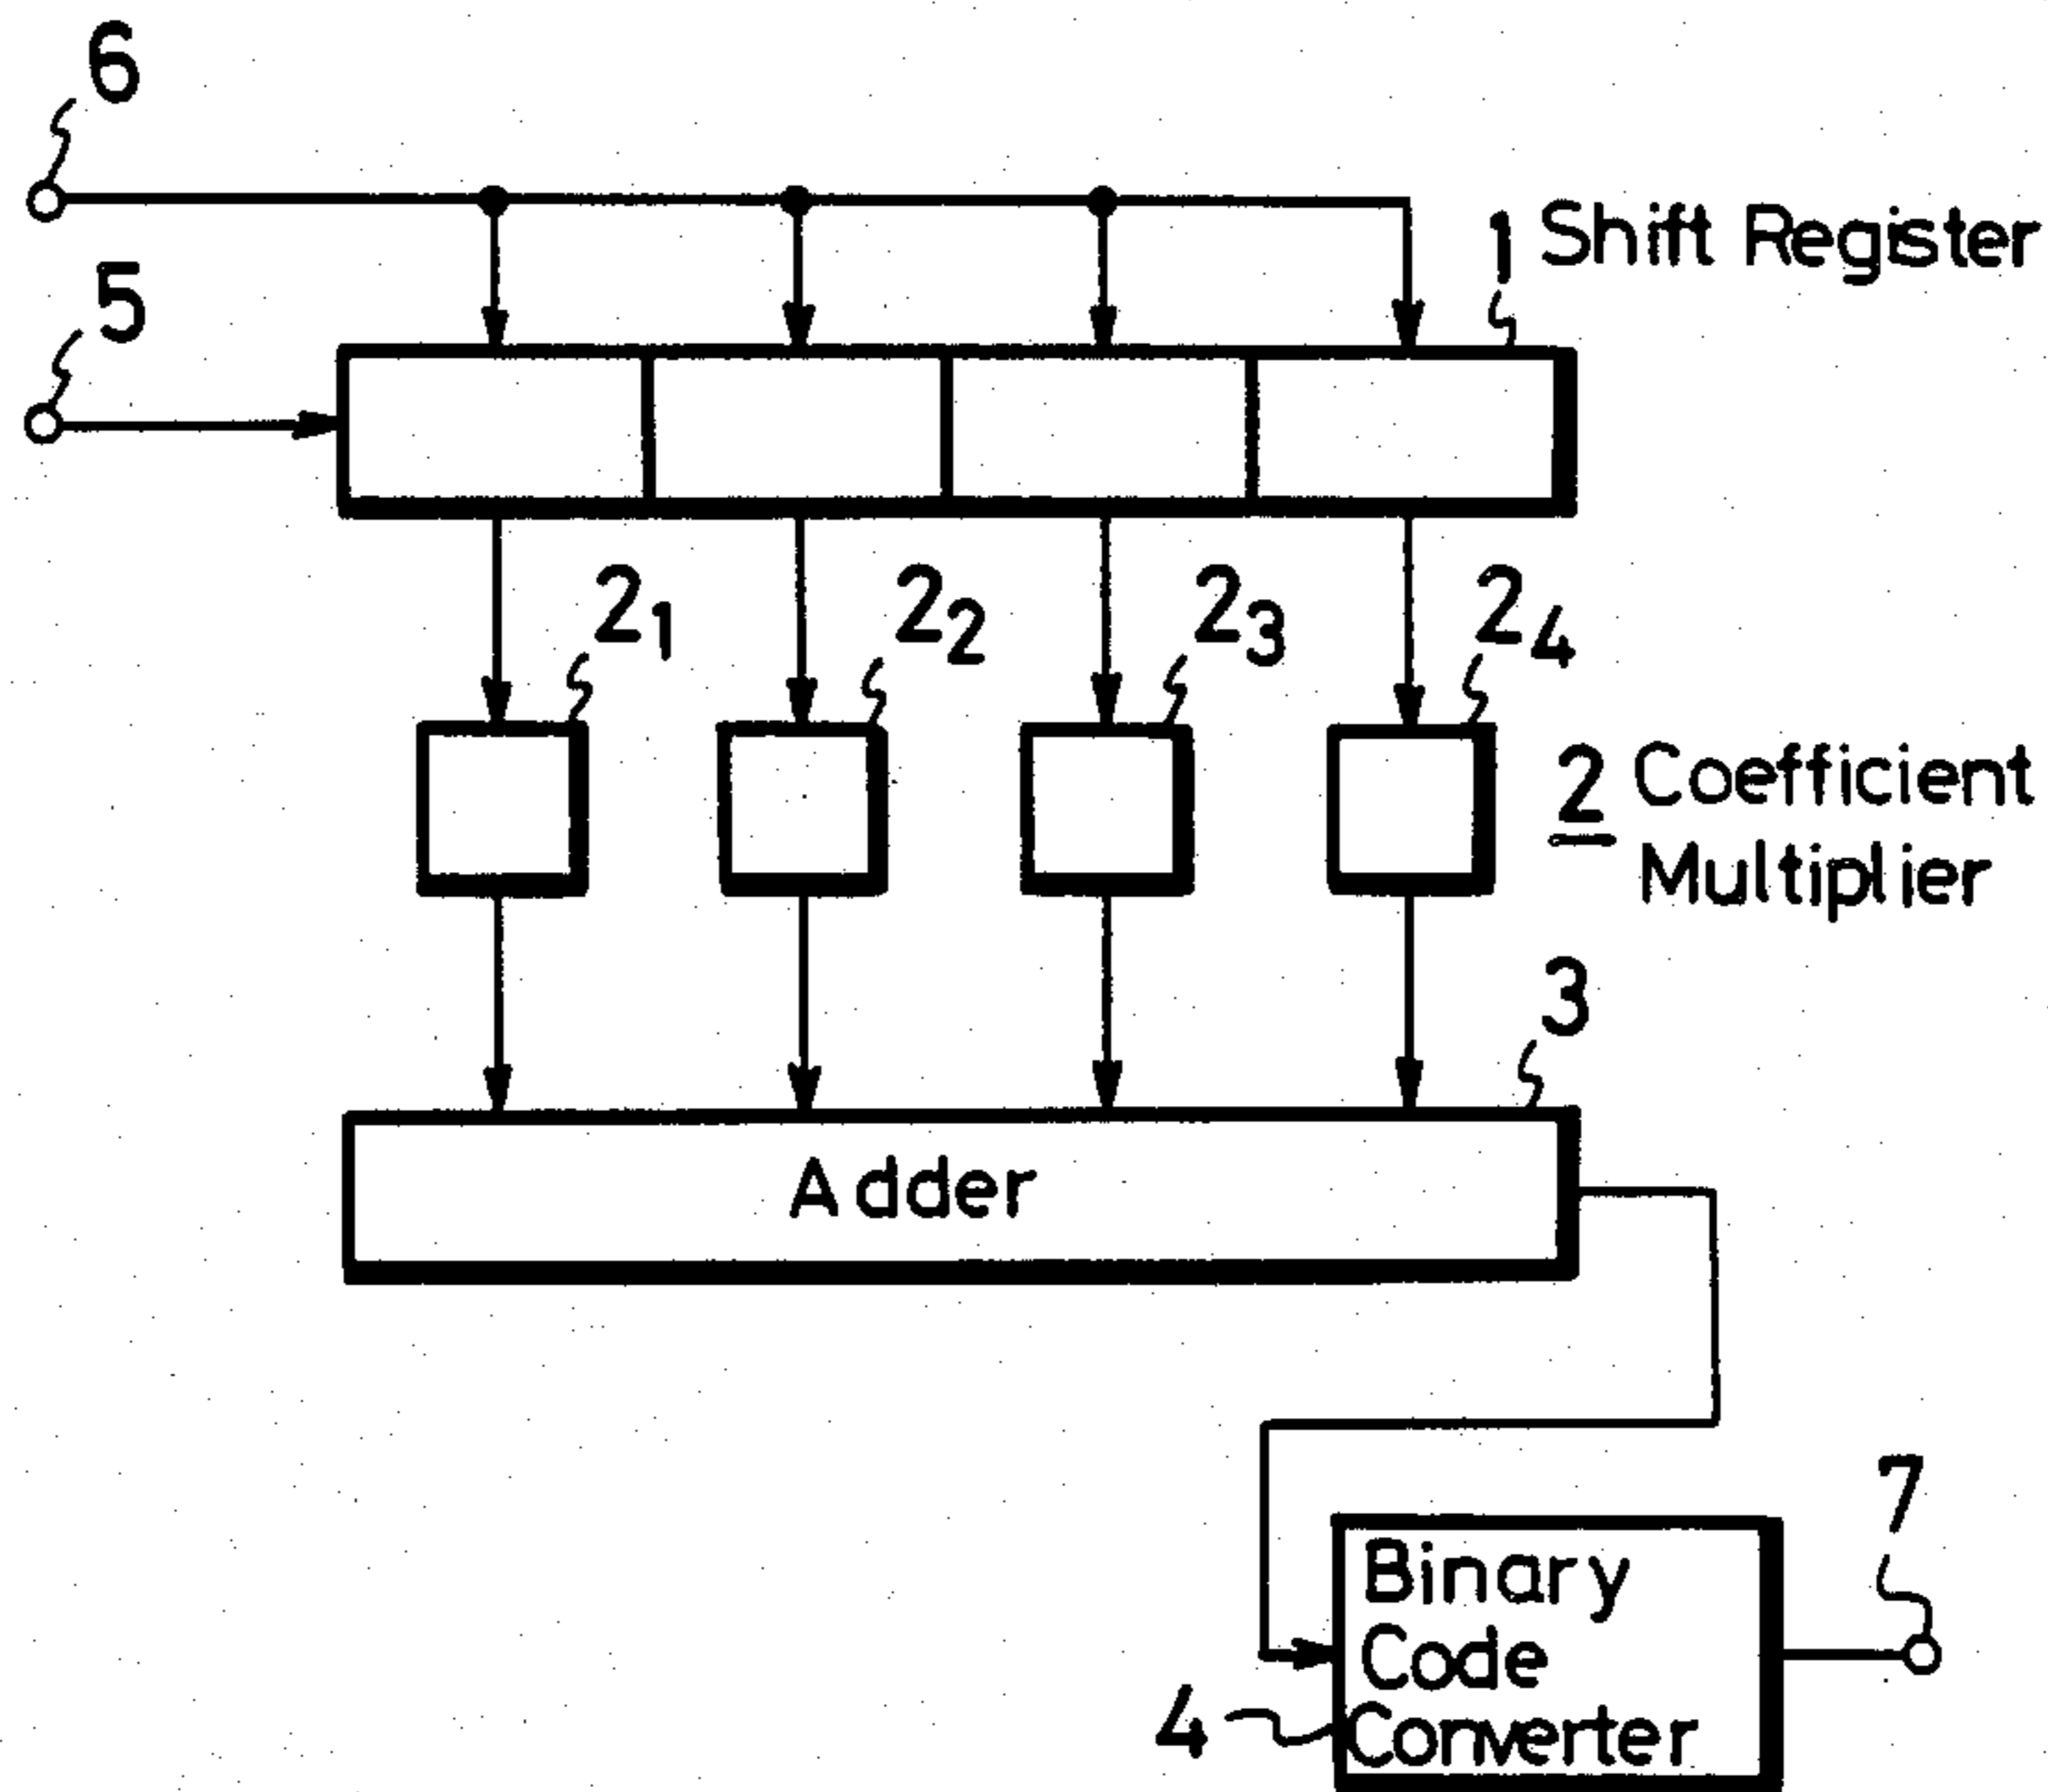 6
5
1 Shift Register
2₁
2₂
2₃
2₄
2 Coefficient
Multiplier
3
Adder
7
Binary
Code
Converter
4